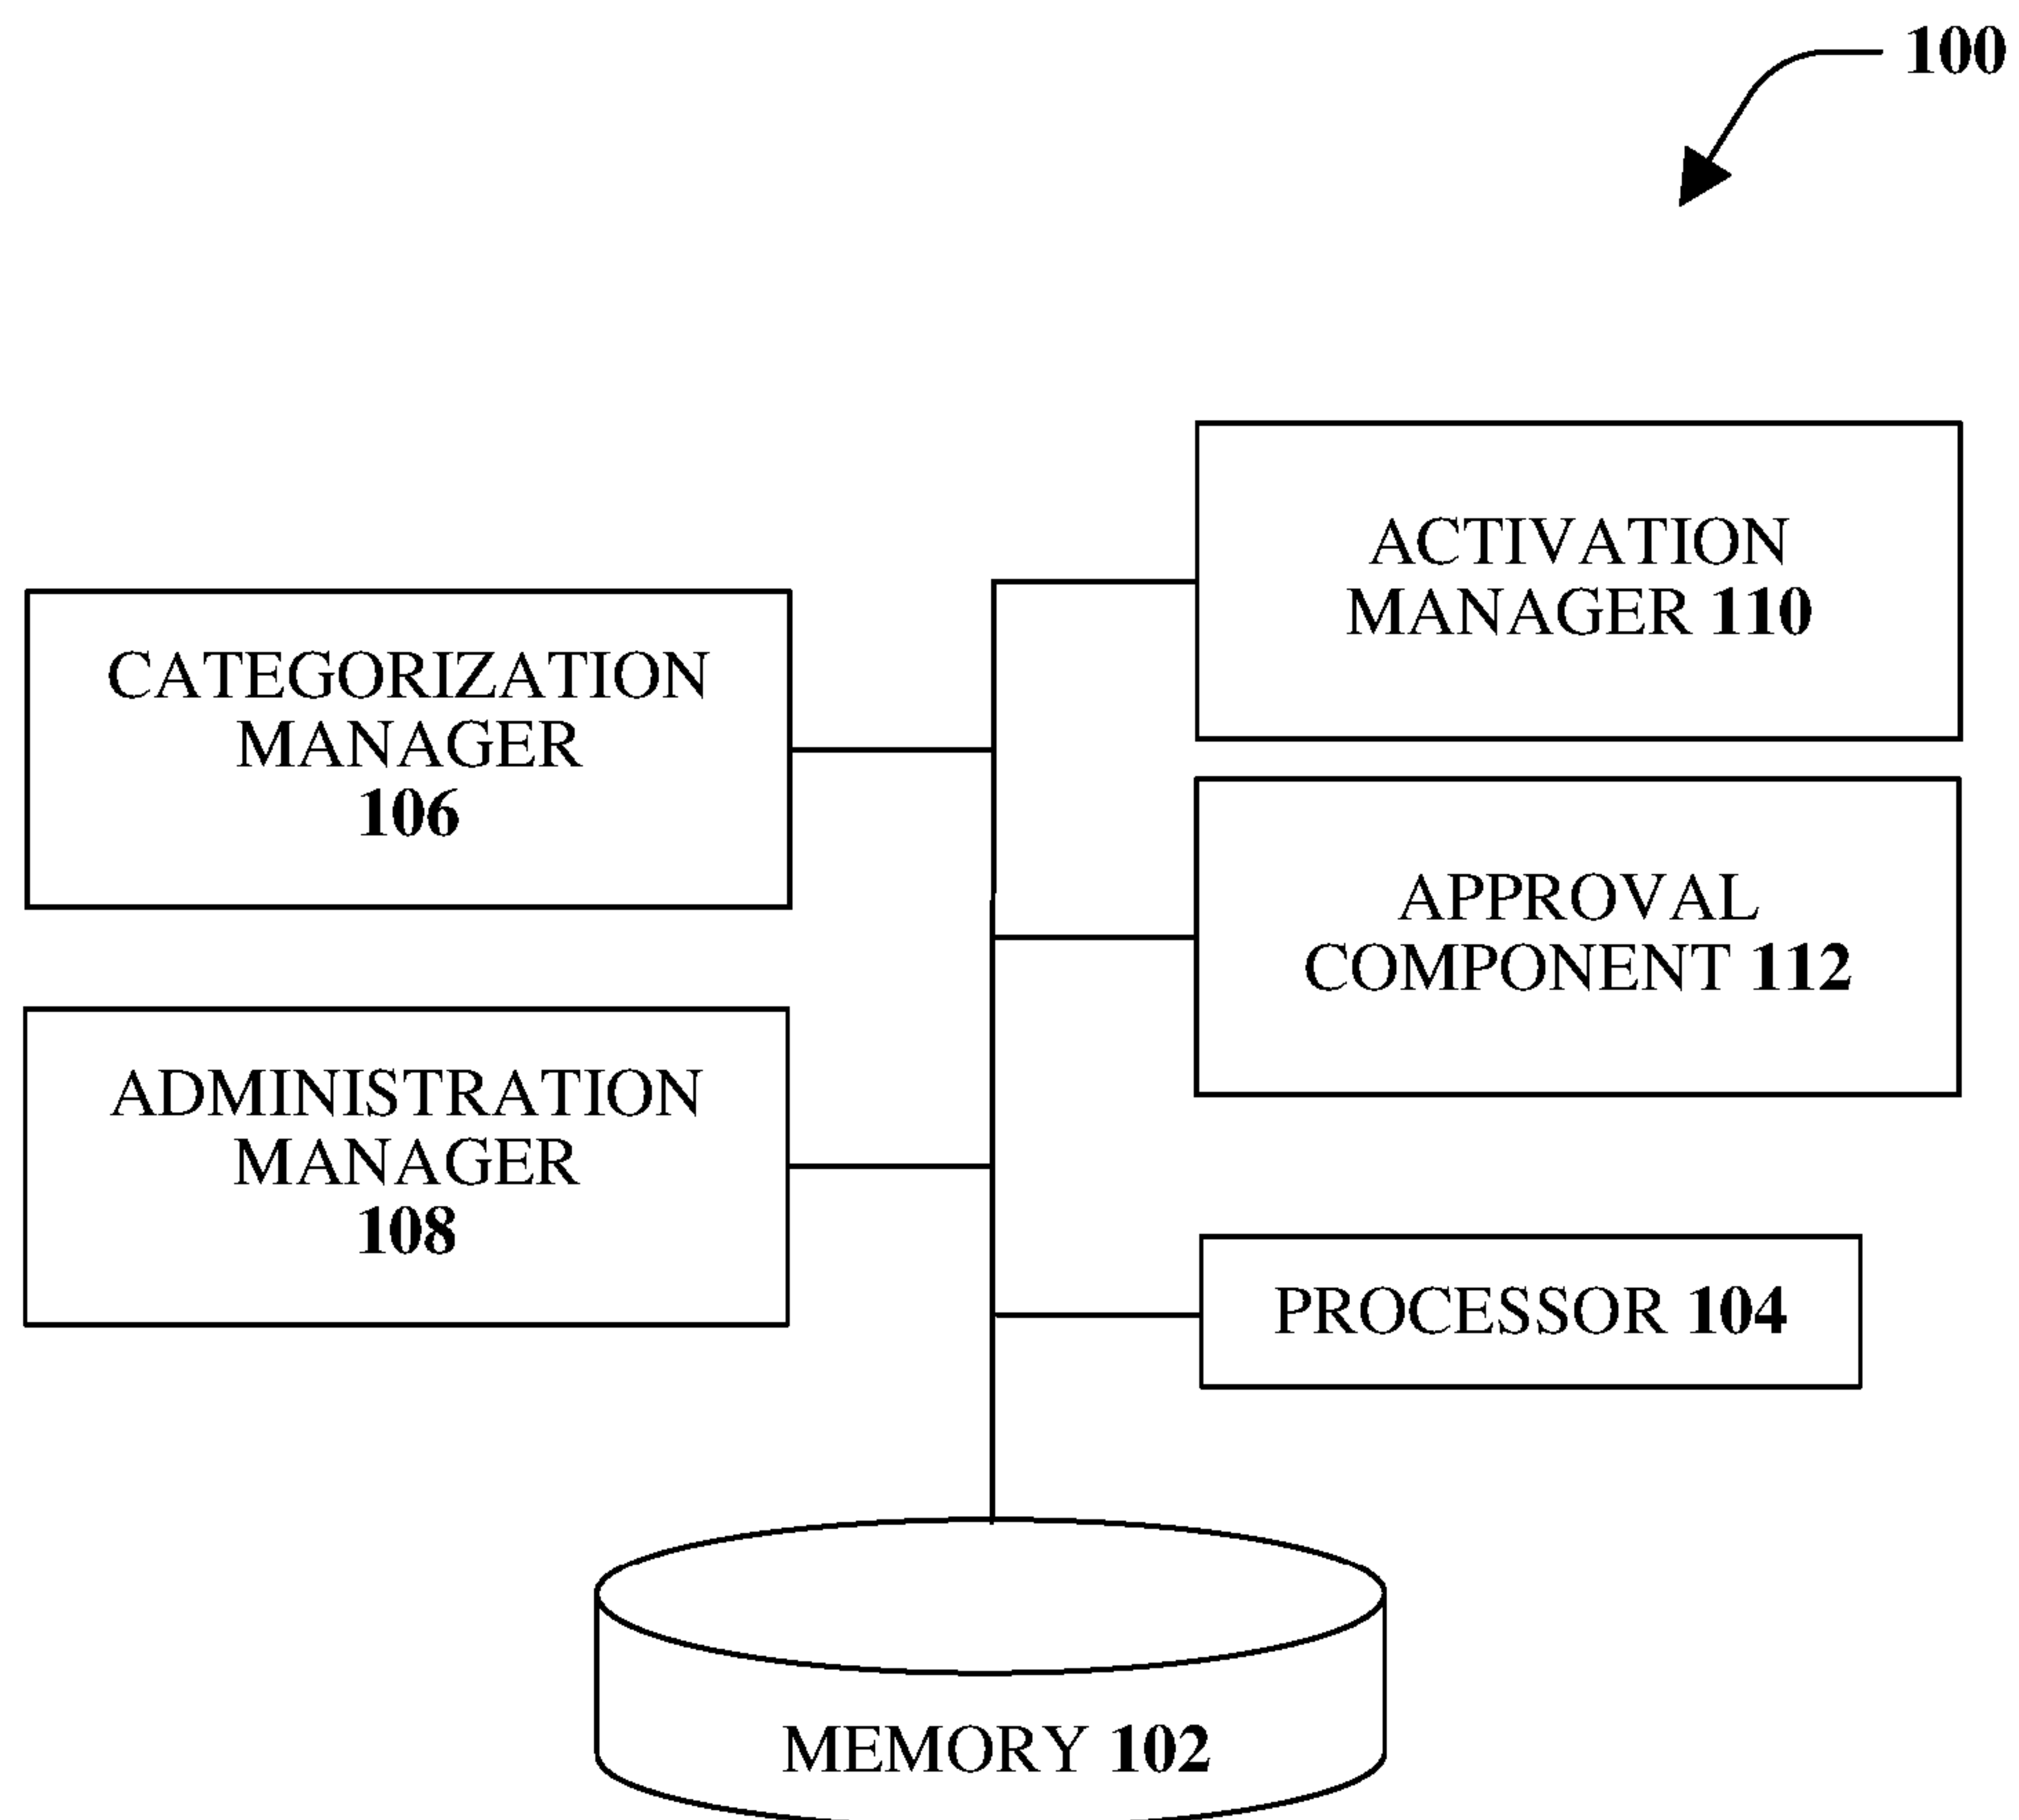 100
ACTIVATION
MANAGER 110
CATEGORIZATION
MANAGER
106
APPROVAL
COMPONENT 112
ADMINISTRATION
MANAGER
108
PROCESSOR 104
MEMORY 102